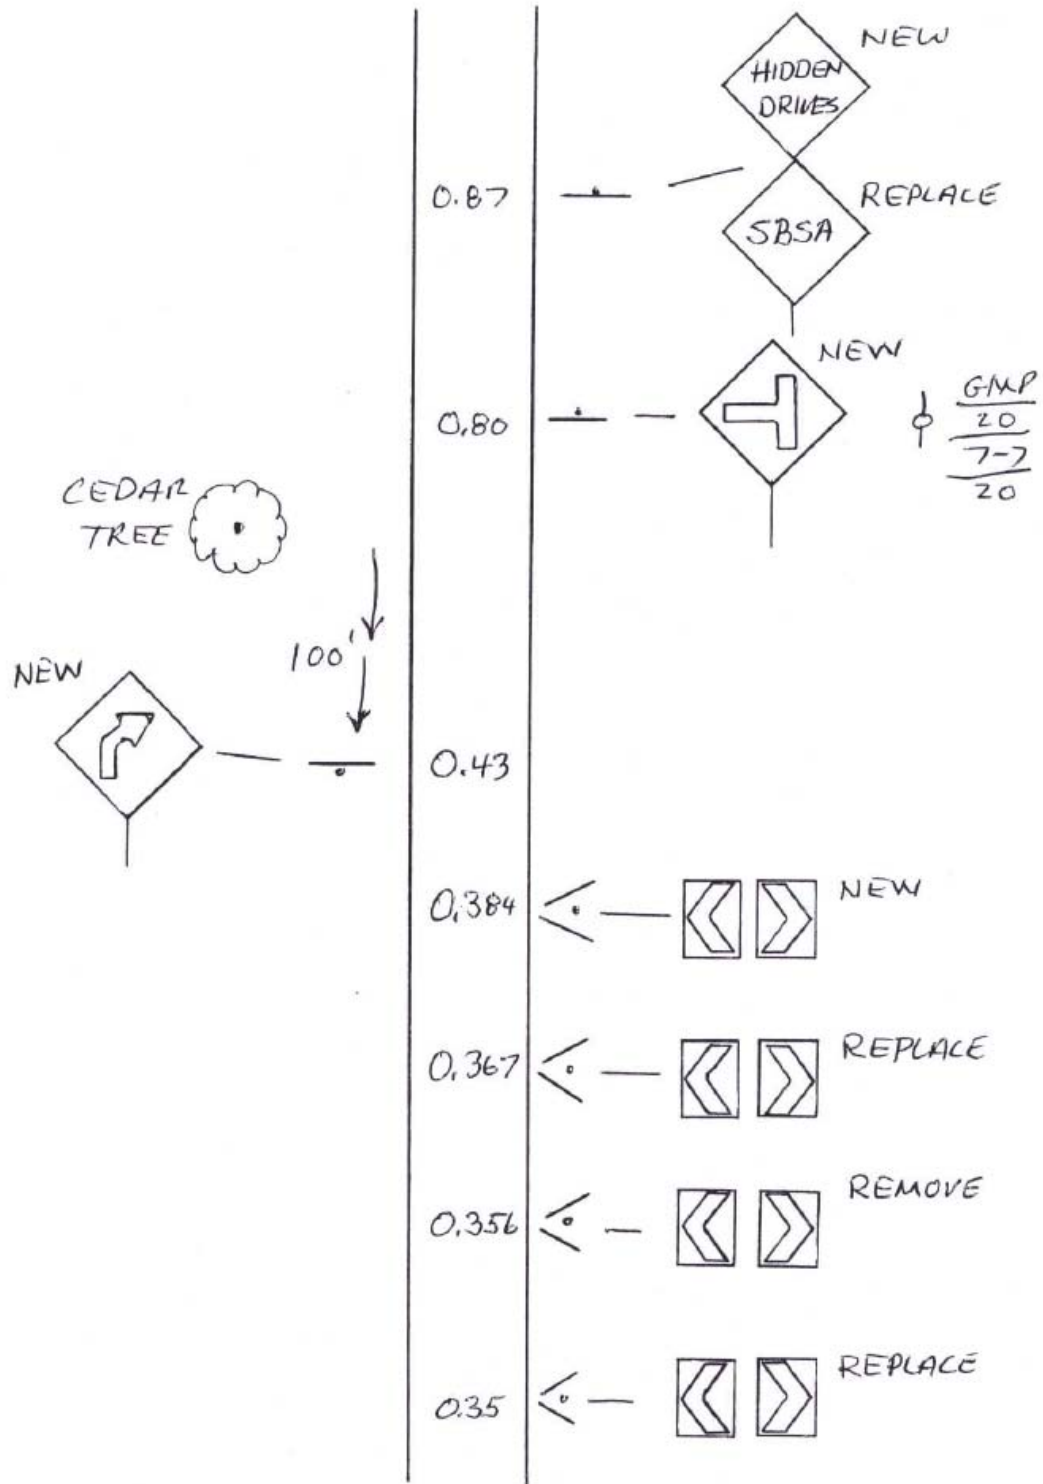 NEW
HIDDEN
DRIVES
0.87
REPLACE
SBSA
NEW
0.80
GMP
20
7-7
20
CEDAR
TREE
100'
NEW
0.43
0.384
NEW
0.367
REPLACE
0.356
REMOVE
0.35
REPLACE